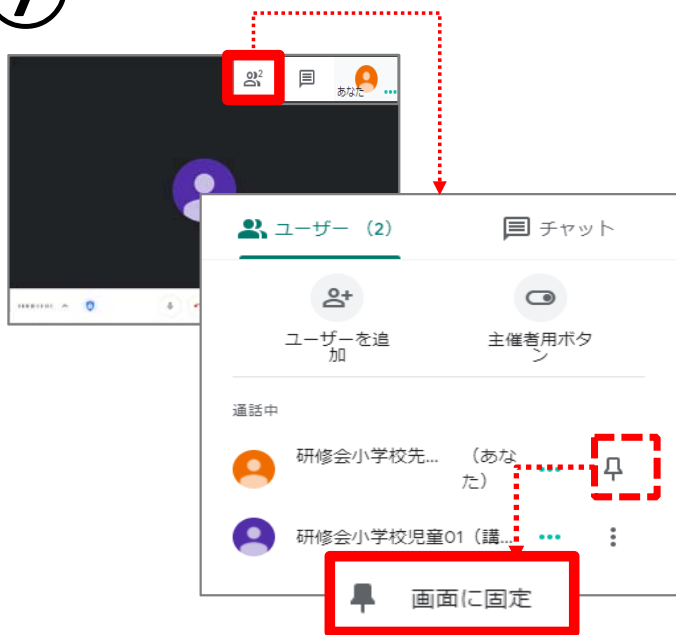 2
あなた
ユーザー （2）
チャット
ユーザーを追
加
主催者用ボタ
ン
通話中
研修会小学校先... （あな
た）
研修会小学校児童01（講...
画面に固定